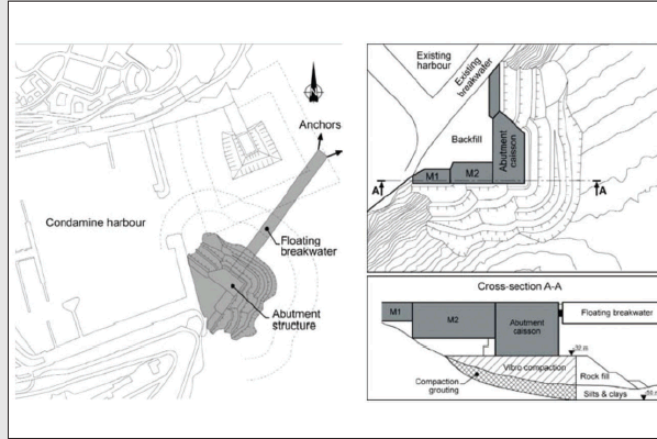 Anchors
Condamine harbour
Floating
breakwater
Abutment
structure
Existing
harbour
Existing
breakwater
Backfill
Abutment
caisson
M1
M2
A
A
Cross-section A-A
M1
M2
Abutment
caisson
Floating breakwater
Vibro compaction
Compaction
grouting
Rock fill
Silts & clays